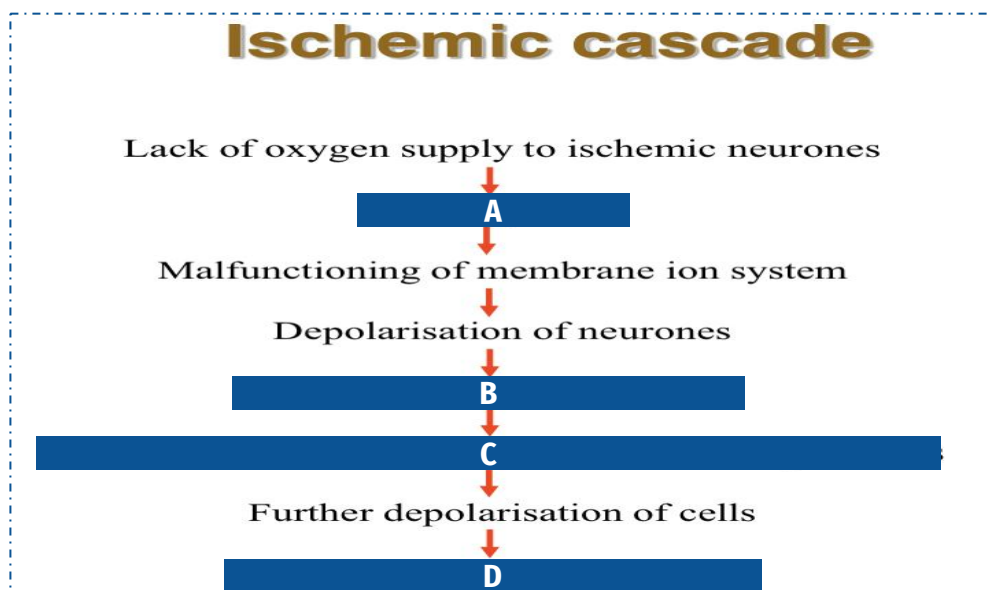 Ischemic cascade
Lack of oxygen supply to ischemic neurones
A
Malfunctioning of membrane ion system
Depolarisation of neurones
B
C
Further depolarisation of cells
D